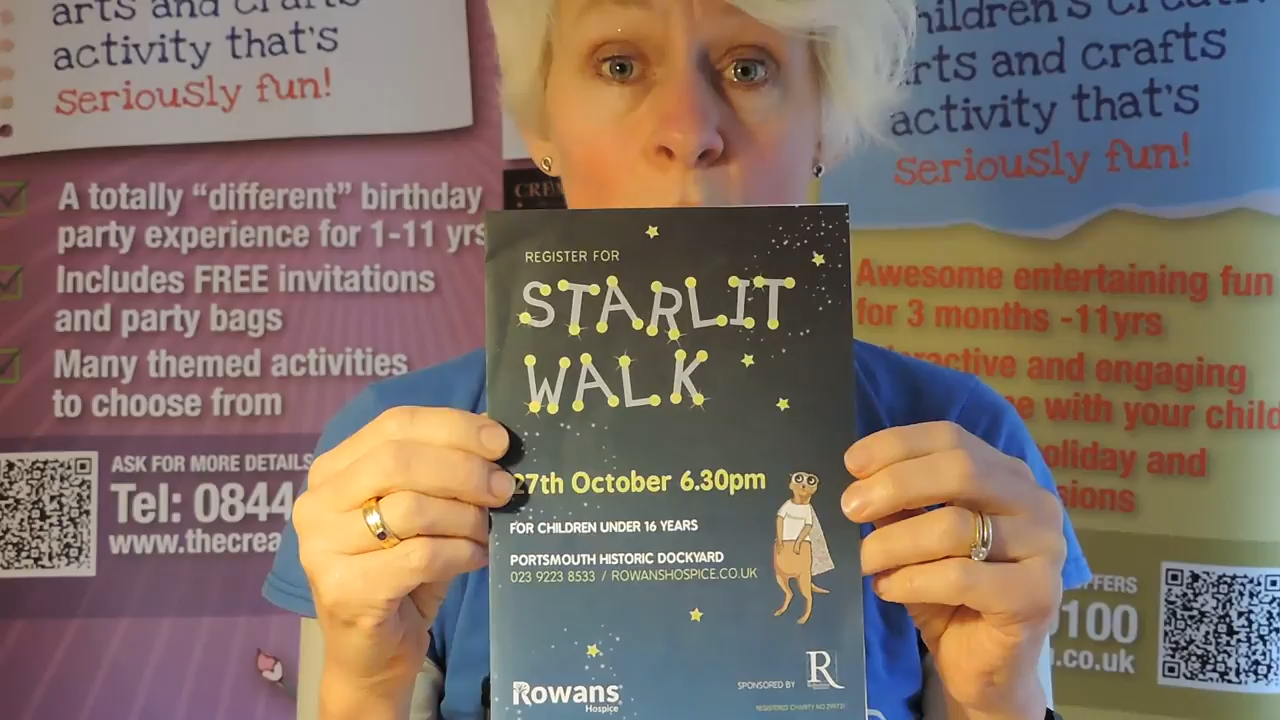 arts and crafts
activity that's
seriously fun!
A totally "different" birthday
party experience for 1-11 yrs
Includes FREE invitations
and party bags
Many themed activities
to choose from
ASK FOR MORE DETAILS
Tel: 0844
www.thecrea
REGISTER FOR
STARLIT
WALK
27th October 6.30pm
FOR CHILDREN UNDER 16 YEARS
PORTSMOUTH HISTORIC DOCKYARD
023 9223 8533 / ROWANSHOSPICE.CO.UK
Rowans
Hospice
SPONSORED BY
R
children's Creativ
arts and crafts
activity that's
seriously fun!
Awesome entertaining fun
for 3 months -11yrs
ractive and engaging
e with your child
oliday and
sions
FFERS
0100
.co.uk